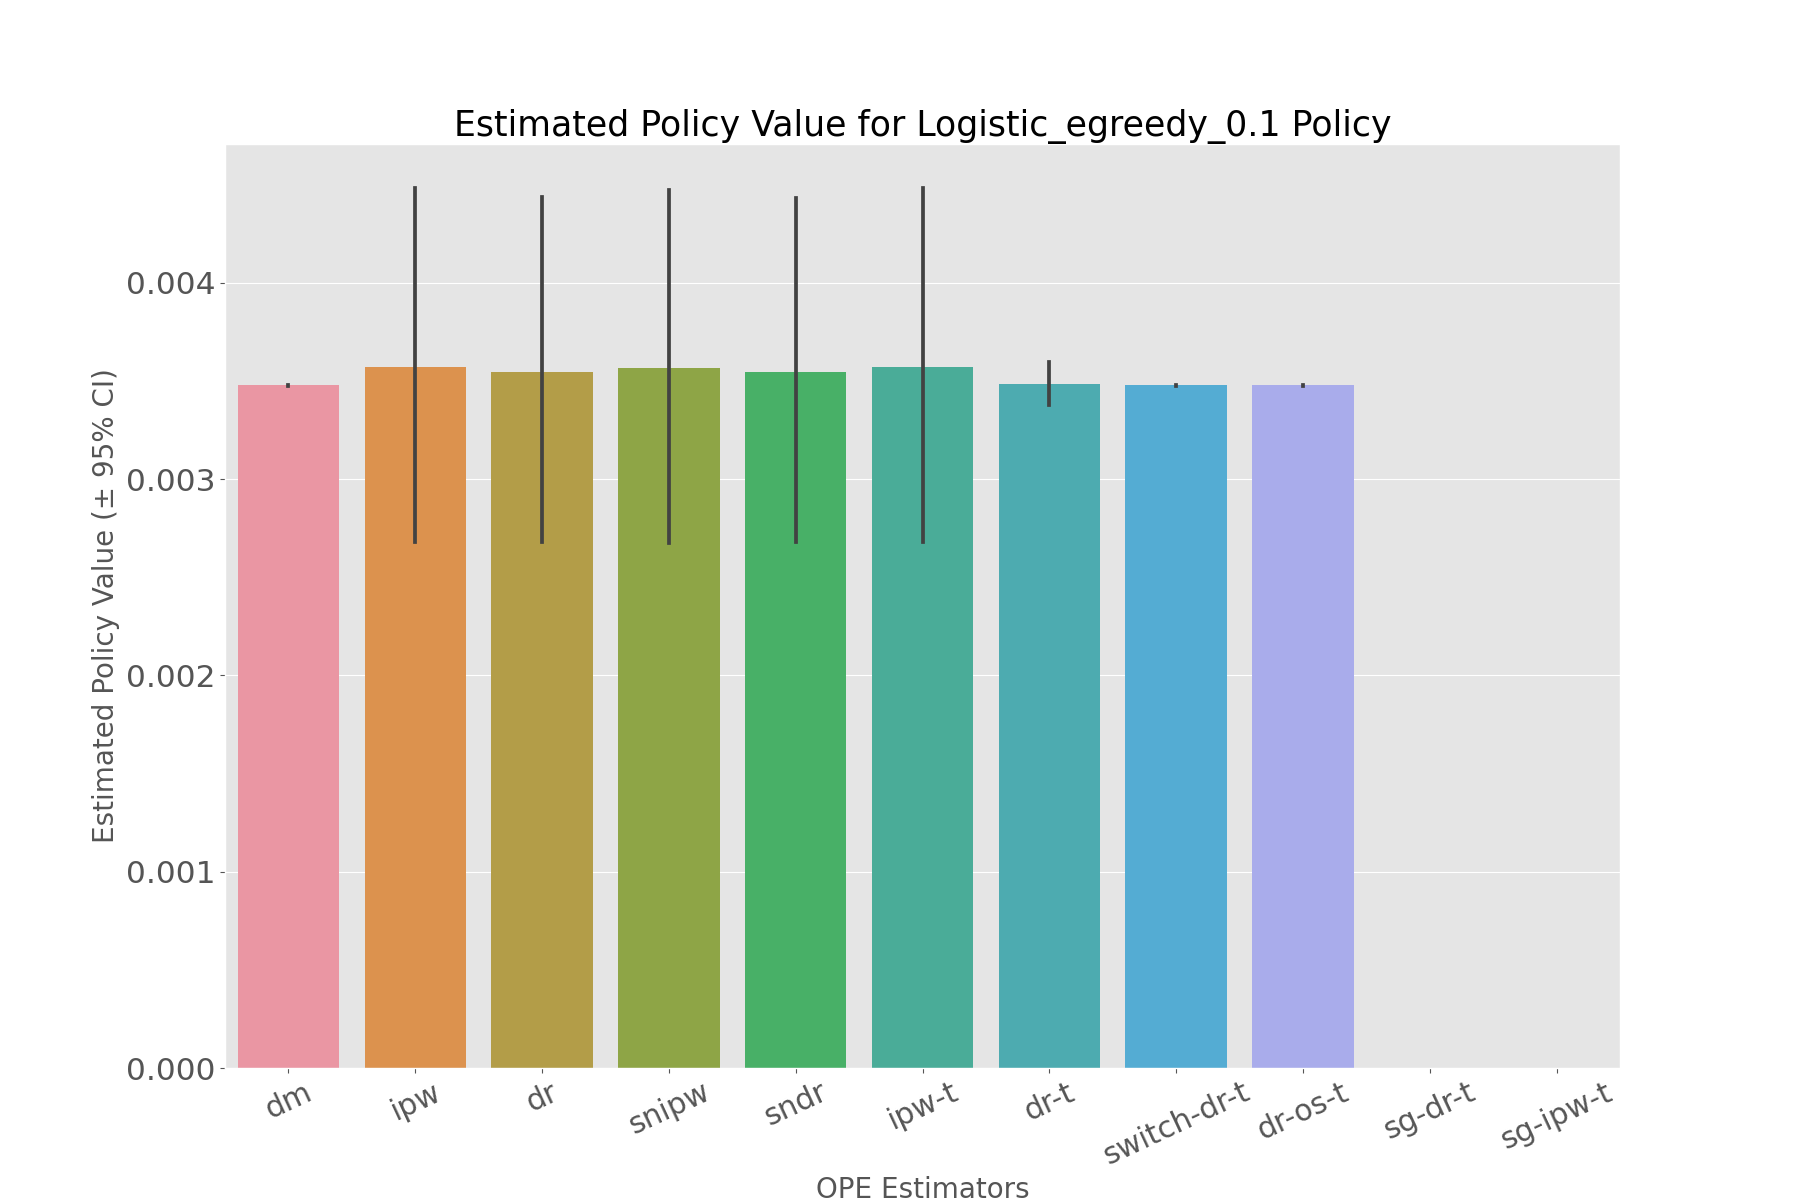 Estimated Policy Value for Logistic_egreedy_0.1 Policy
Estimated Policy Value (± 95% CI)
0.004
0.003
0.002
0.001
0.000
dm
ipw
dr
snipw
sndr
ipw-t
dr-t
switch-dr-t
dr-os-t
sg-dr-t
sg-ipw-t
OPE Estimators